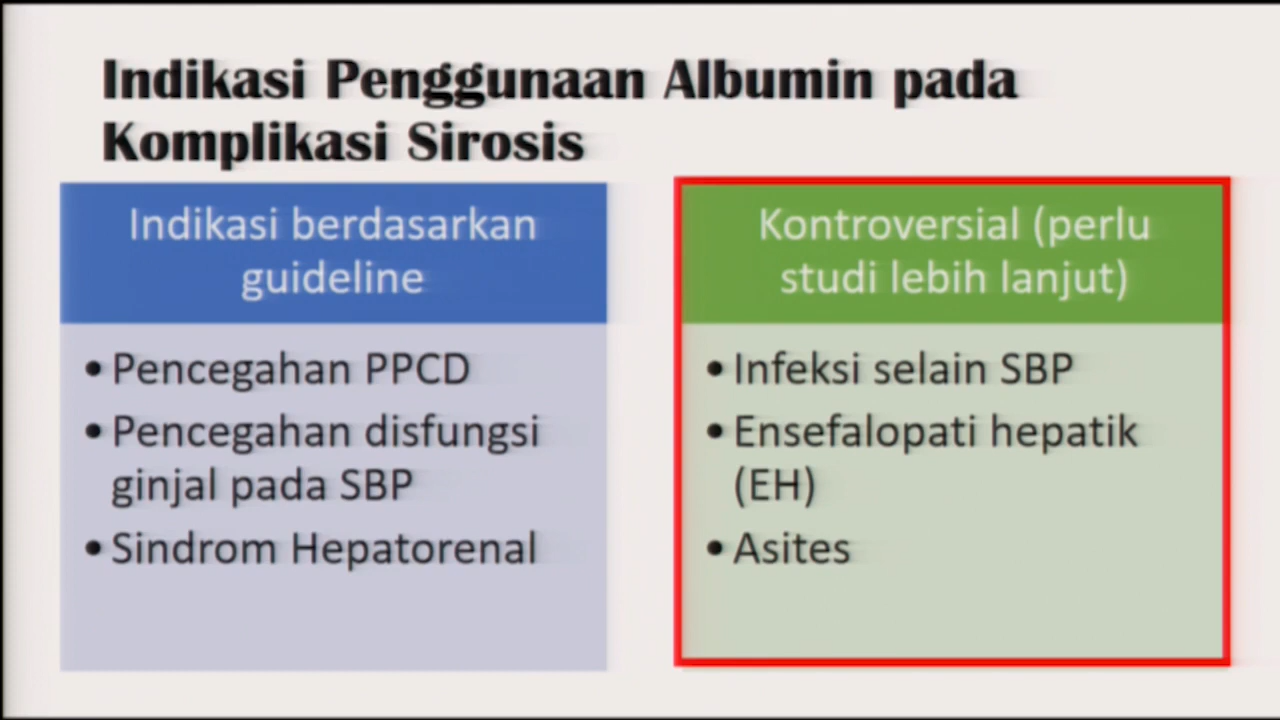 Indikasi Penggunaan Albumin pada
Komplikasi Sirosis
Indikasi berdasarkan
guideline
• Pencegahan PPCD
• Pencegahan disfungsi
ginjal pada SBP
• Sindrom Hepatorenal
Kontroversial (perlu
studi lebih lanjut)
• Infeksi selain SBP
• Ensefalopati hepatik
(EH)
• Asites